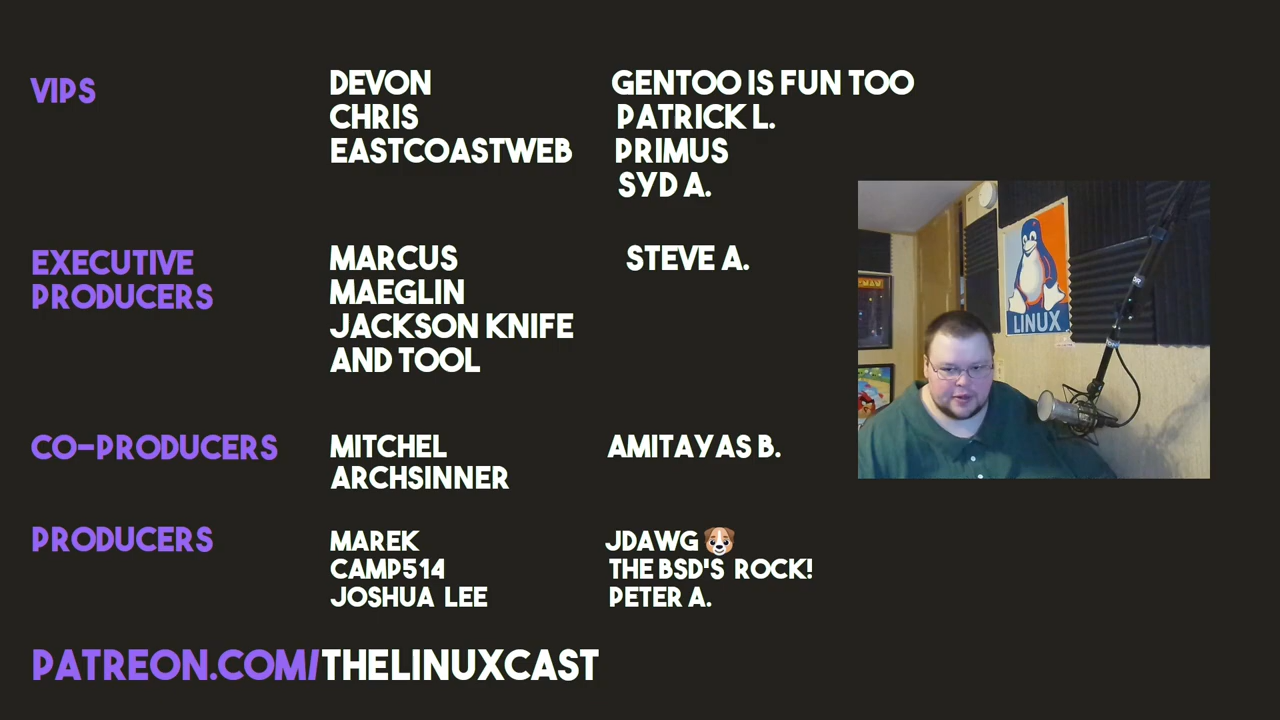 VIPS
DEVON
CHRIS
EASTCOASTWEB
GENTOO IS FUN TOO
PATRICK L.
PRIMUS
SYD A.
EXECUTIVE
PRODUCERS
MARCUS
MAEGLIN
JACKSON KNIFE
AND TOOL
STEVE A.
CO-PRODUCERS
MITCHEL
ARCHSINNER
AMITAYAS B.
PRODUCERS
MAREK
CAMP514
JOSHUA LEE
JDAWG🐶
THE BSD'S ROCK!
PETER A.
PATREON.COM/THELINUXCAST
LINUX